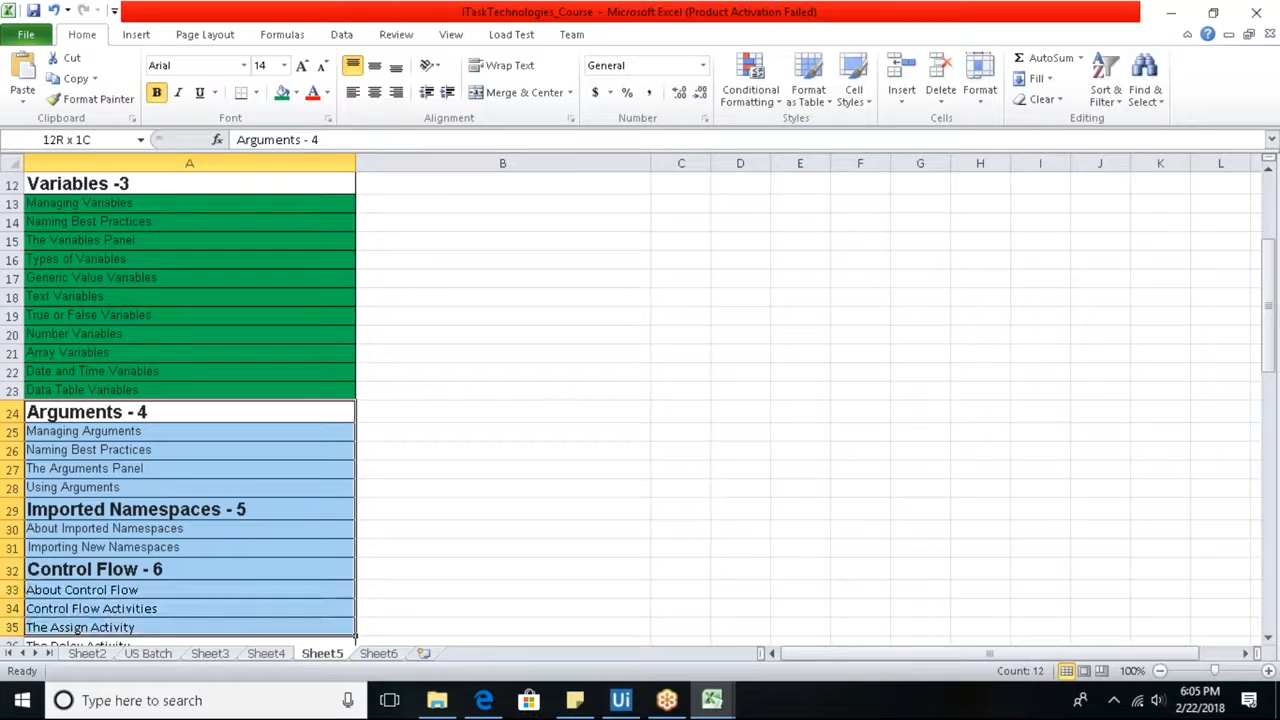 ITaskTechnologies_Course - Microsoft Excel (Product Activation Failed)
File Home Insert Page Layout Formulas Data Review View Load Test Team
Paste
Cut
Copy
Format Painter
Clipboard
Arial 14
B I U
Font
Wrap Text
Merge & Center
Alignment
General
$ % ,
Number
Conditional Formatting
Format as Table
Cell Styles
Styles
Insert
Delete
Format
Cells
AutoSum
Fill
Clear
Sort & Filter
Find & Select
Editing
12R x 1C fx Arguments - 4
A B C D E F G H I J K L
12 Variables -3
13 Managing Variables
14 Naming Best Practices
15 The Variables Panel
16 Types of Variables
17 Generic Value Variables
18 Text Variables
19 True or False Variables
20 Number Variables
21 Array Variables
22 Date and Time Variables
23 Data Table Variables
24 Arguments - 4
25 Managing Arguments
26 Naming Best Practices
27 The Arguments Panel
28 Using Arguments
29 Imported Namespaces - 5
30 About Imported Namespaces
31 Importing New Namespaces
32 Control Flow - 6
33 About Control Flow
34 Control Flow Activities
35 The Assign Activity
36 The Delay Activity
Sheet2 US Batch Sheet3 Sheet4 Sheet5 Sheet6
Ready Count: 12 100%
Type here to search
Ui
6:05 PM
2/22/2018